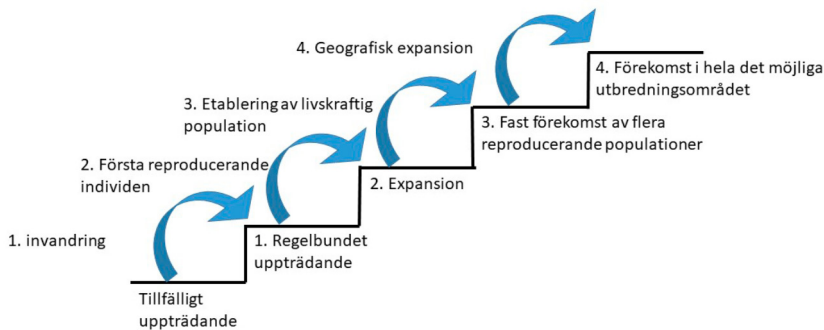 4. Geografisk expansion
4. Förekomst i hela det möjliga
utbredningsområdet
3. Etablering av livskraftig
population
3. Fast förekomst av flera
reproducerande populationer
2. Första reproducerande
individen
2. Expansion
1. invandring
1. Regelbundet
uppträdande
Tillfälligt
uppträdande